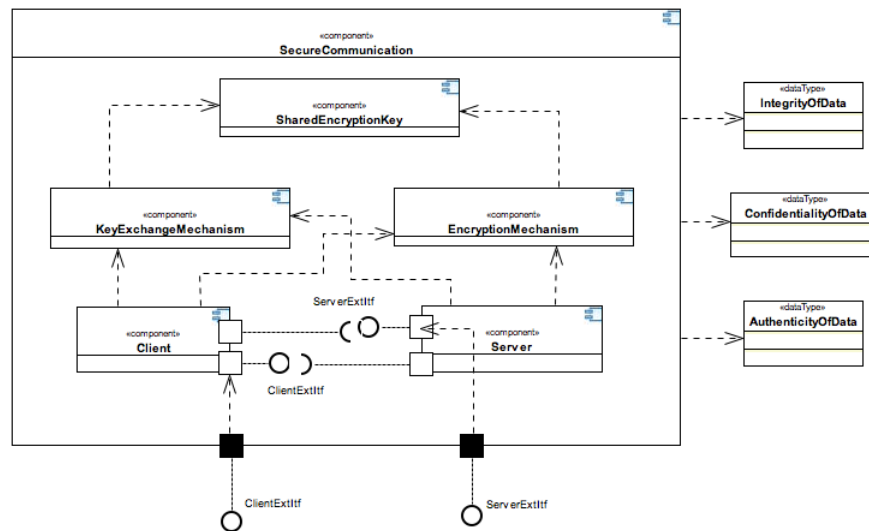 «component»
SecureCommunication
«component»
SharedEncryptionKey
«dataType»
IntegrityOfData
«component»
KeyExchangeMechanism
«component»
EncryptionMechanism
«dataType»
ConfidentialityOfData
ServerExtItf
«component»
Client
«component»
Server
«dataType»
AuthenticityOfData
ClientExtItf
ClientExtItf
ServerExtItf